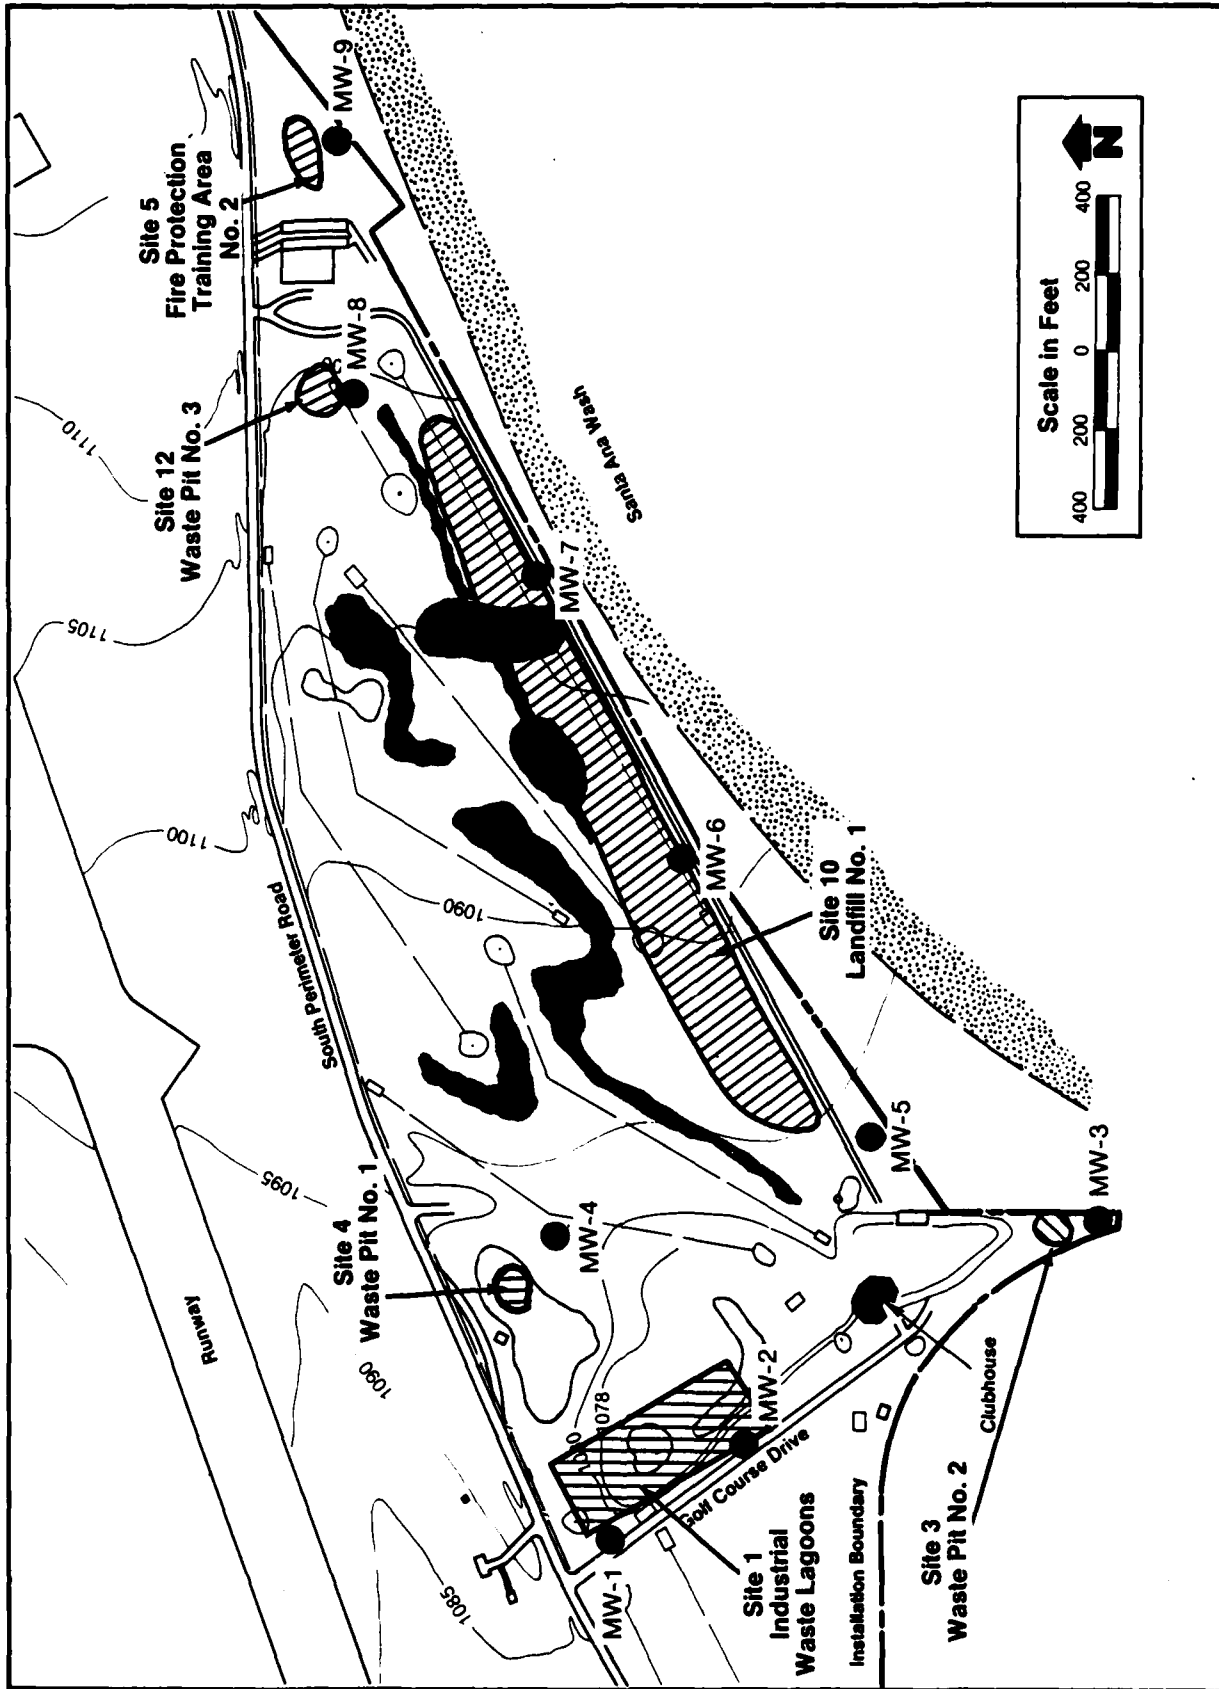 Site 5
Fire Protection
Training Area
No. 2
MW-9
Site 12
Waste Pit No. 3
MW-8
1110
1105
1100
1095
1090
1085
1090
1078
Santa Ana Wash
MW-7
MW-6
Site 10
Landfill No. 1
South Perimeter Road
Runway
Site 4
Waste Pit No. 1
MW-4
MW-5
MW-3
MW-2
MW-1
Golf Course Drive
Site 1
Industrial
Waste Lagoons
Installation Boundary
Clubhouse
Site 3
Waste Pit No. 2
Scale in Feet
400 200 0 200 400
N